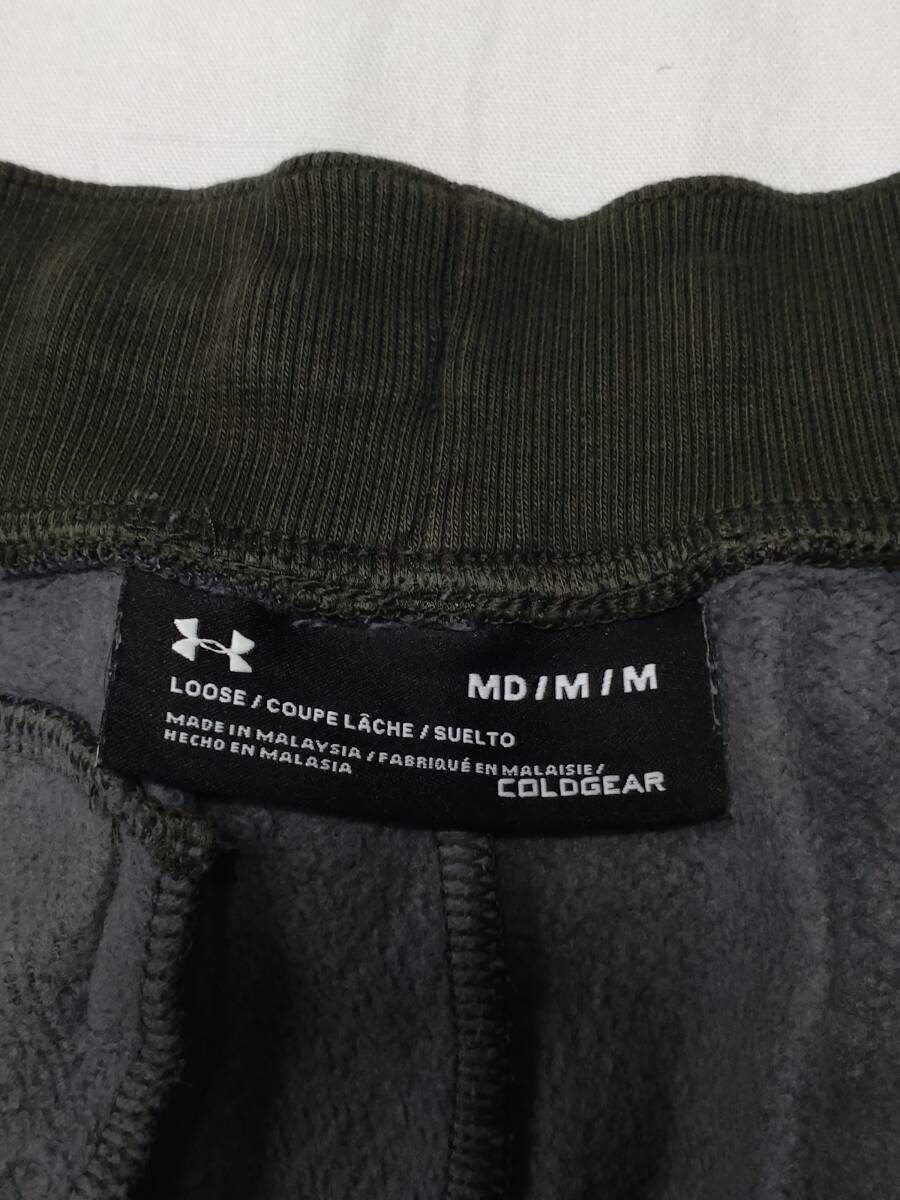 MD / M / M
LOOSE / COUPE LÂCHE / SUELTO
MADE IN MALAYSIA / FABRIQUÉ EN MALAISIE /
HECHO EN MALASIA
COLDGEAR